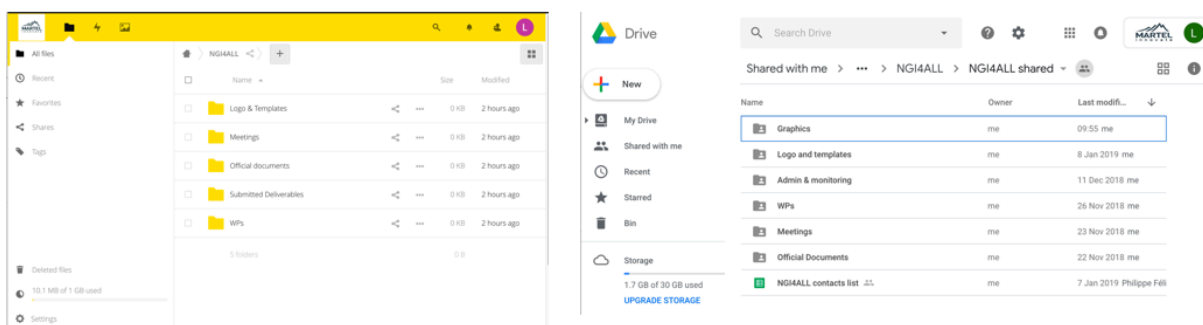 MARTEL
L
All files
NGI4ALL
Recent
Name
Size
Modified
Favorites
Logo & Templates
0 KB
2 hours ago
Shares
Meetings
0 KB
2 hours ago
Tags
Official documents
0 KB
2 hours ago
Submitted Deliverables
0 KB
2 hours ago
WPs
0 KB
2 hours ago
5 folders
0 B
Deleted files
10.1 MB of 1 GB used
Settings
Drive
Search Drive
MARTEL
INNOVATE
L
New
Shared with me > ••• > NGI4ALL > NGI4ALL shared
Name
Owner
Last modifi...
My Drive
Graphics
me
09:55 me
Shared with me
Logo and templates
me
8 Jan 2019 me
Recent
Admin & monitoring
me
11 Dec 2018 me
Starred
WPs
me
26 Nov 2018 me
Bin
Meetings
me
23 Nov 2018 me
Storage
Official Documents
me
22 Nov 2018 me
1.7 GB of 30 GB used
NGI4ALL contacts list
me
7 Jan 2019 Philippe Féli
UPGRADE STORAGE